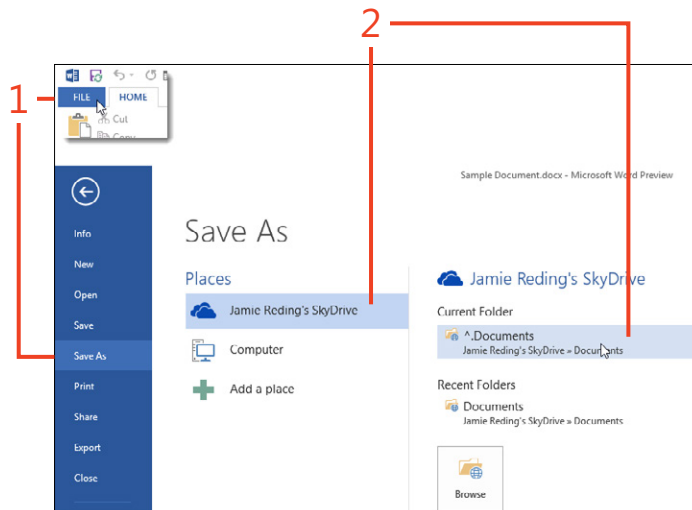 2
1
FILE HOME
Cut
Copy
Sample Document.docx - Microsoft Word Preview
Info
New
Open
Save
Save As
Print
Share
Export
Close
Save As
Places
Jamie Reding's SkyDrive
Computer
Add a place
Jamie Reding's SkyDrive
Current Folder
^.Documents
Jamie Reding's SkyDrive » Documents
Recent Folders
Documents
Jamie Reding's SkyDrive » Documents
Browse